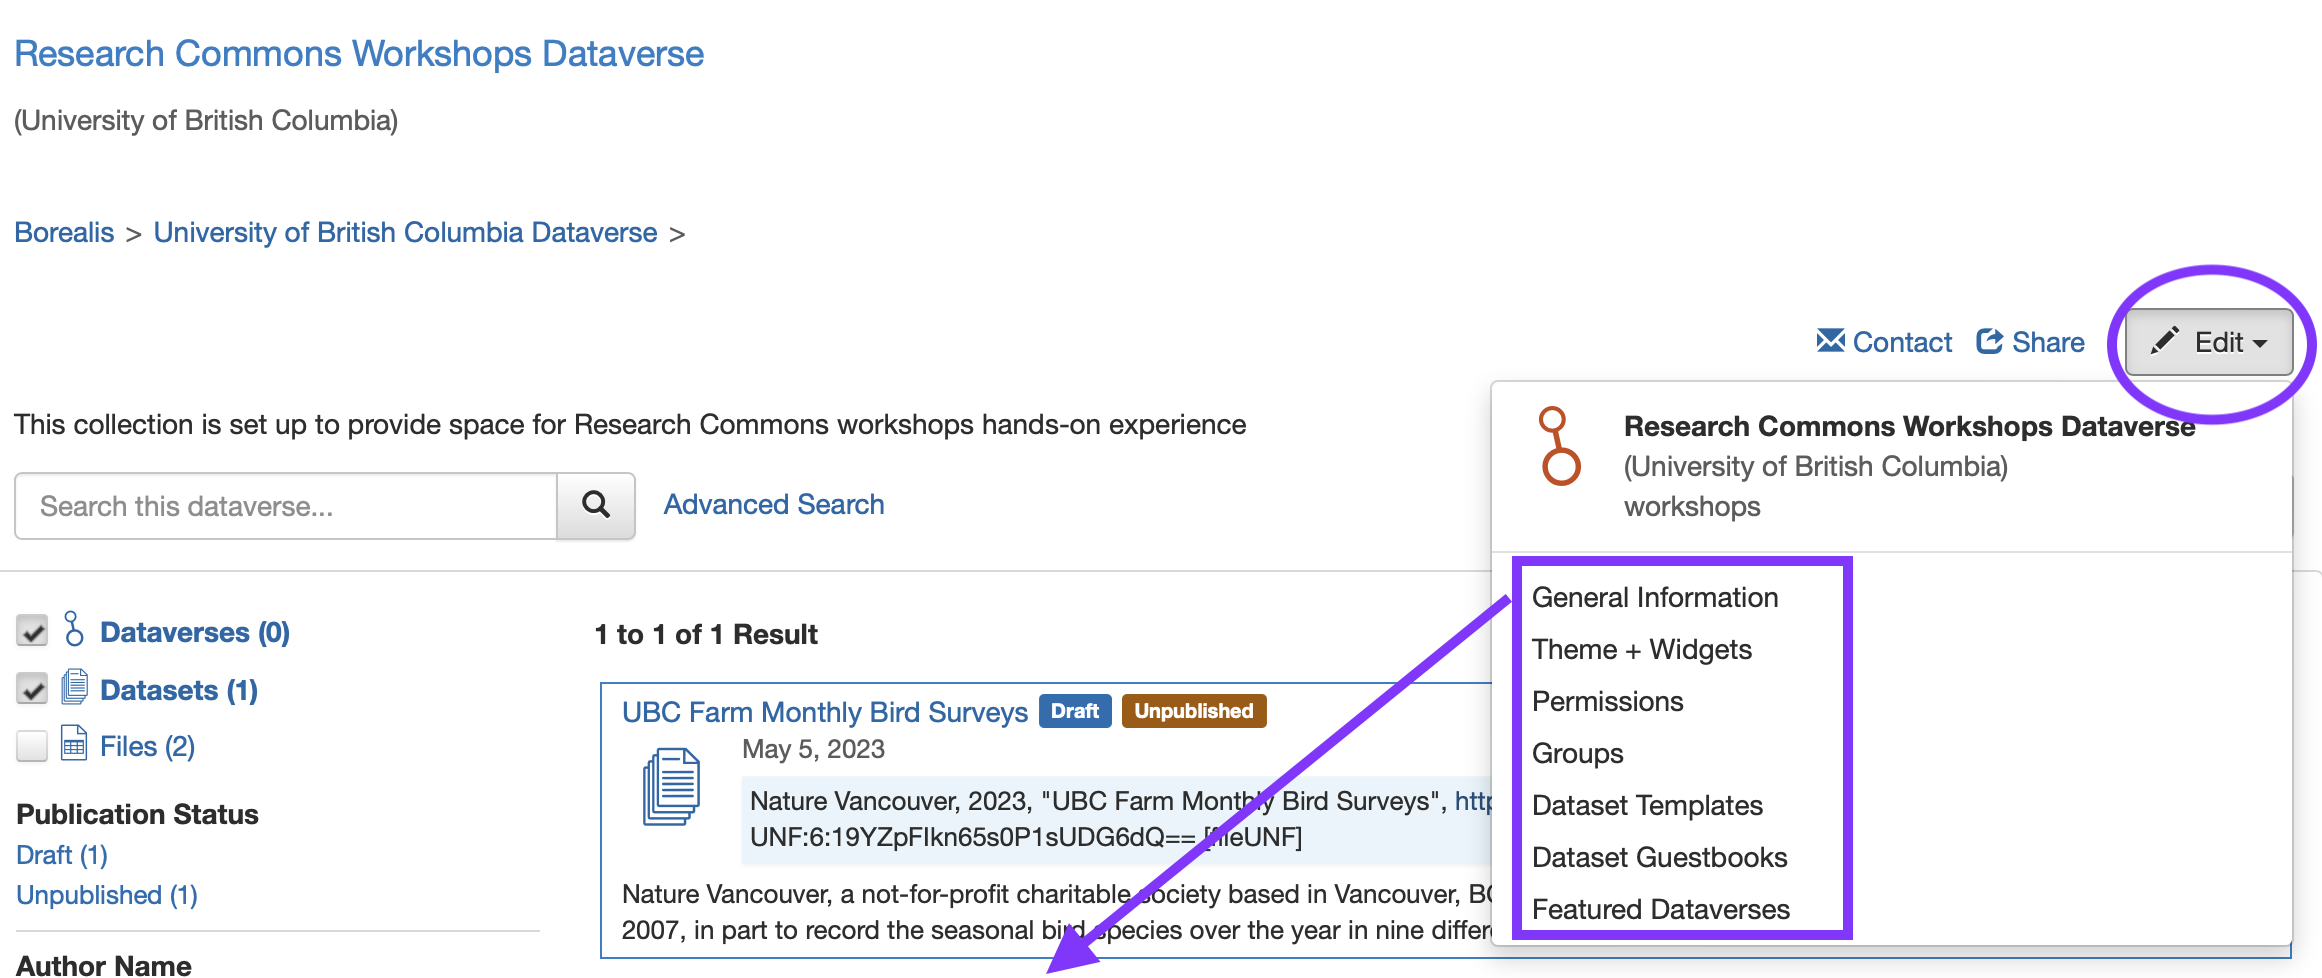 Research Commons Workshops Dataverse
(University of British Columbia)
Borealis > University of British Columbia Dataverse >
Contact Share Edit
This collection is set up to provide space for Research Commons workshops hands-on experience
Search this dataverse...
Advanced Search
Research Commons Workshops Dataverse
(University of British Columbia)
workshops
General Information
Theme + Widgets
Permissions
Groups
Dataset Templates
Dataset Guestbooks
Featured Dataverses
Dataverses (0)
Datasets (1)
Files (2)
Publication Status
Draft (1)
Unpublished (1)
Author Name
1 to 1 of 1 Result
UBC Farm Monthly Bird Surveys Draft Unpublished
May 5, 2023
Nature Vancouver, 2023, "UBC Farm Monthly Bird Surveys", http
UNF:6:19YZpFIkn65s0P1sUDG6dQ== [fileUNF]
Nature Vancouver, a not-for-profit charitable society based in Vancouver, BC
2007, in part to record the seasonal bird species over the year in nine differ